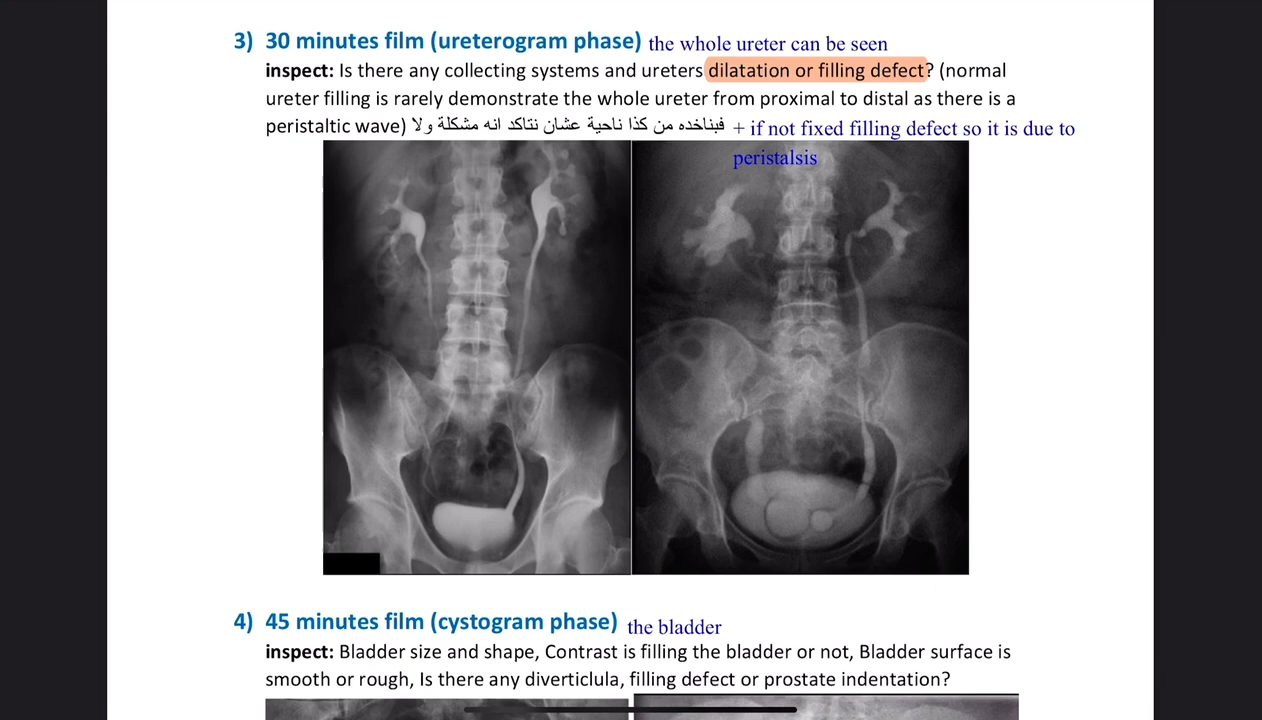 3) 30 minutes film (ureterogram phase) the whole ureter can be seen
inspect: Is there any collecting systems and ureters dilatation or filling defect? (normal
ureter filling is rarely demonstrate the whole ureter from proximal to distal as there is a
peristaltic wave) فبناخده من كذا ناحية عشان نتاكد انه مشكلة ولا + if not fixed filling defect so it is due to
peristalsis
4) 45 minutes film (cystogram phase) the bladder
inspect: Bladder size and shape, Contrast is filling the bladder or not, Bladder surface is
smooth or rough, Is there any diverticlula, filling defect or prostate indentation?